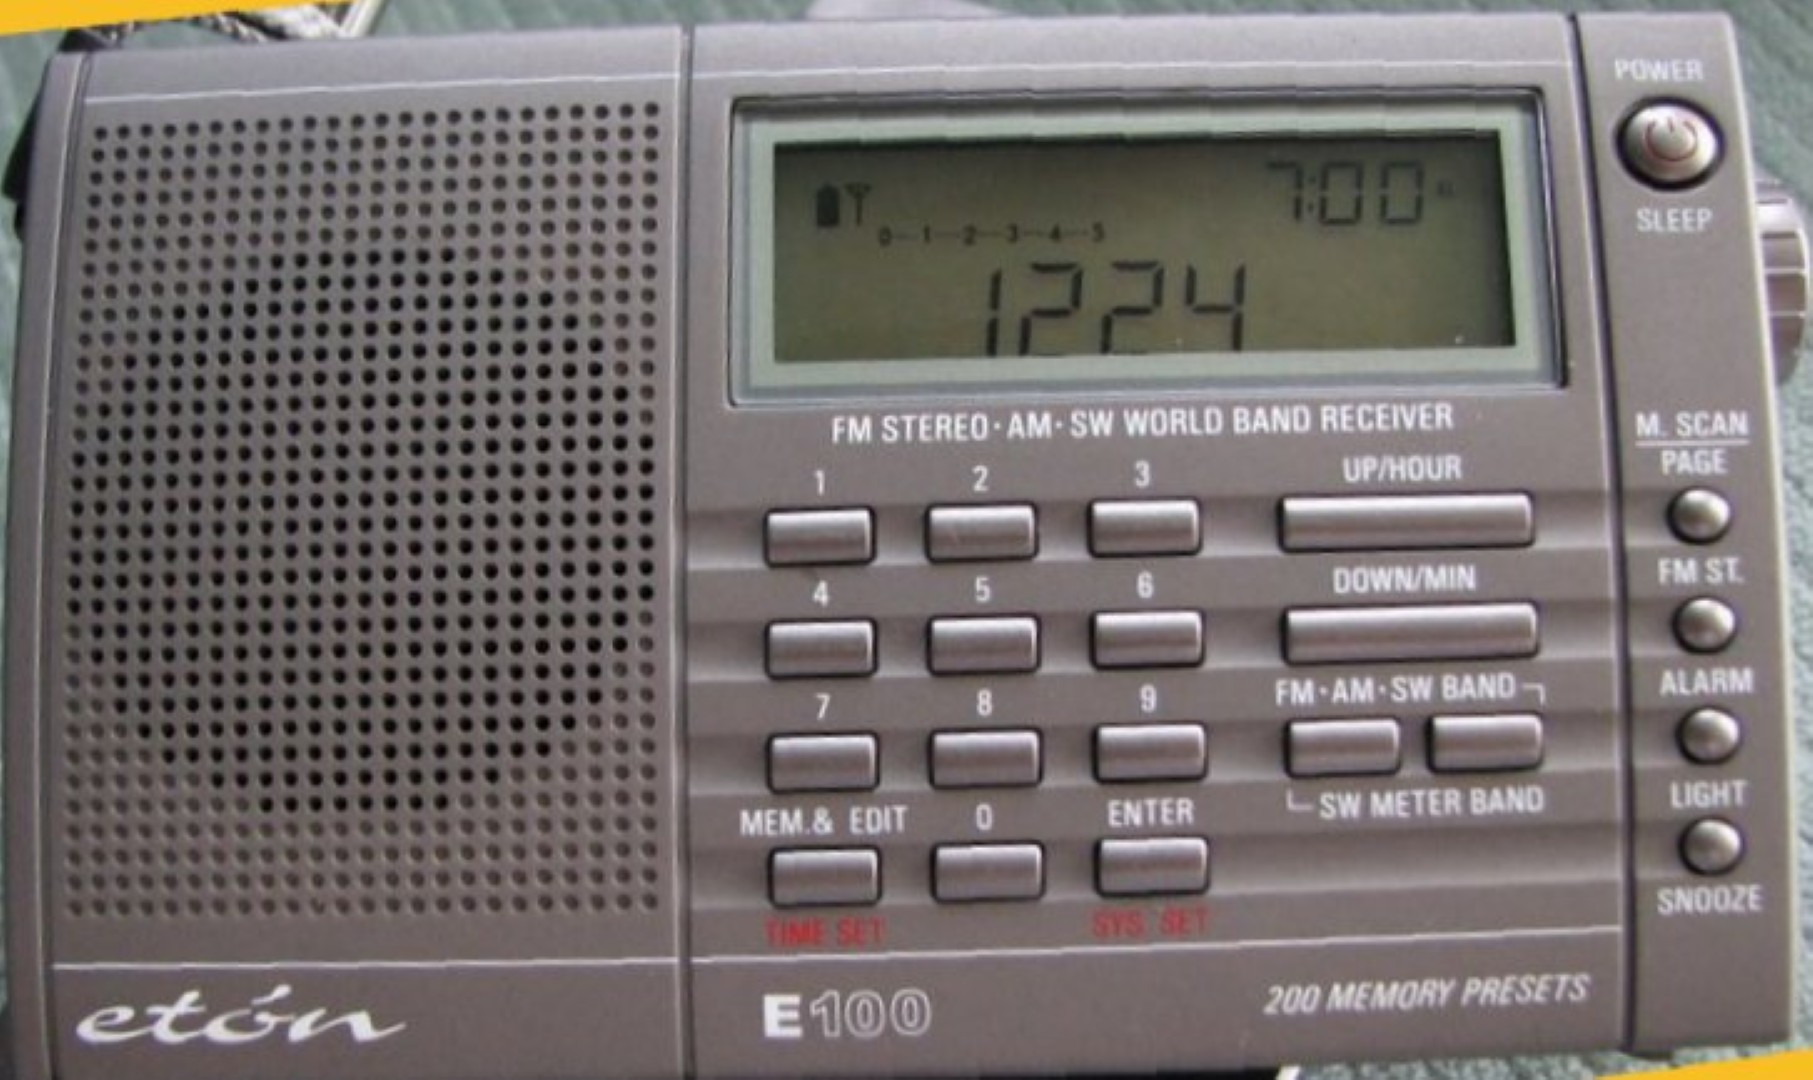 POWER
7:00
SLEEP
0--1--2--3--4--5
1224
FM STEREO·AM·SW WORLD BAND RECEIVER
M. SCAN
PAGE
1 2 3 UP/HOUR
FM ST.
4 5 6 DOWN/MIN
ALARM
7 8 9 FM·AM·SW BAND
LIGHT
MEM.& EDIT 0 ENTER SW METER BAND
SNOOZE
TIME SET SYS. SET
etón E100 200 MEMORY PRESETS